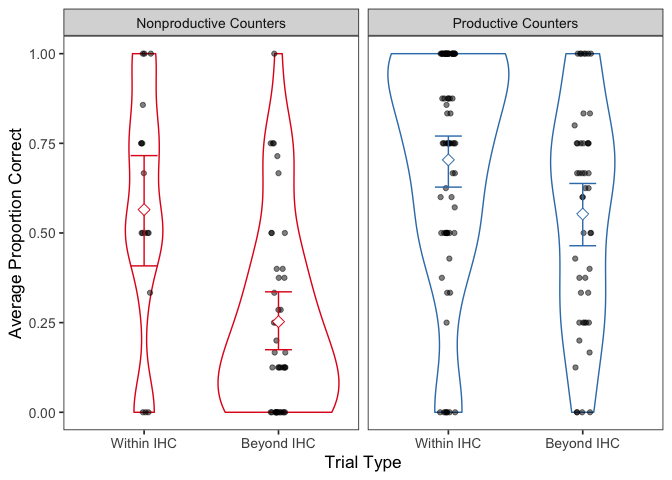 Nonproductive Counters
Productive Counters
Average Proportion Correct
1.00
0.75
0.50
0.25
0.00
Within IHC
Beyond IHC
Within IHC
Beyond IHC
Trial Type